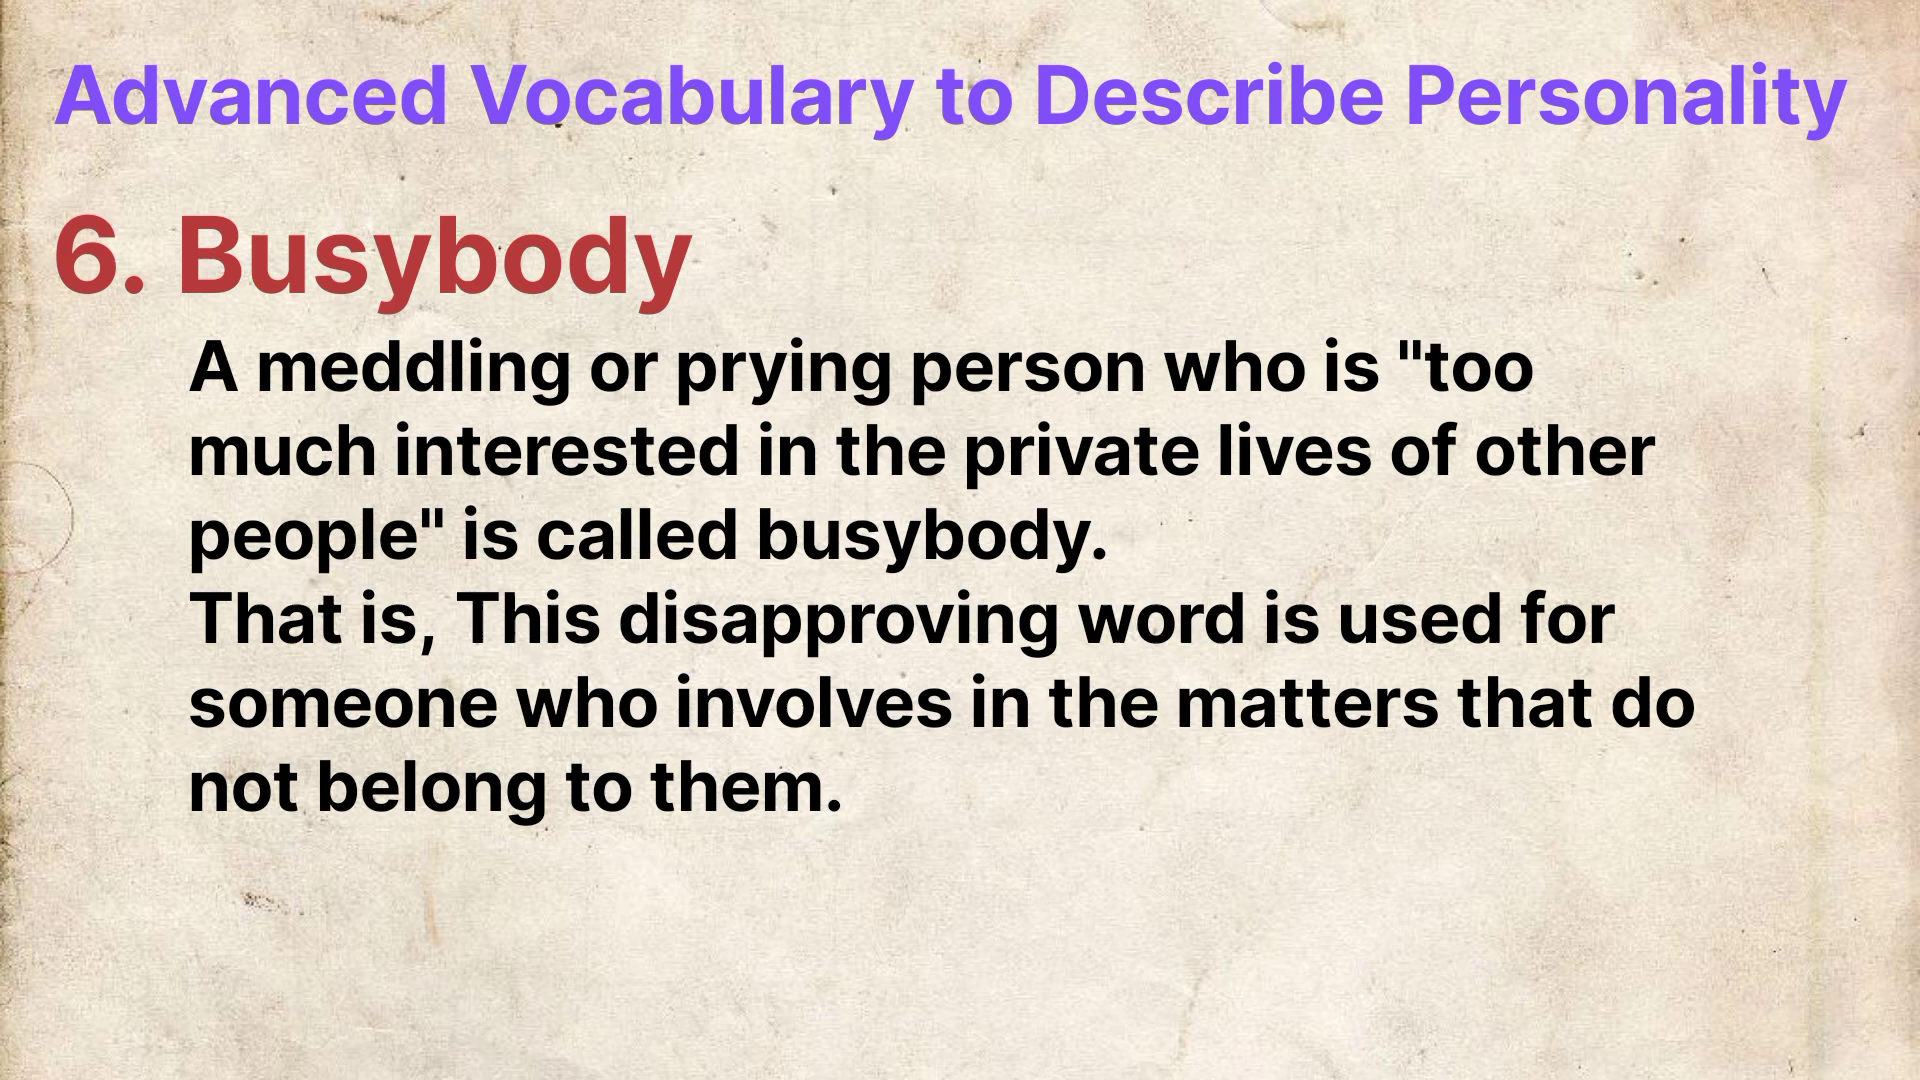 Advanced Vocabulary to Describe Personality
6. Busybody
A meddling or prying person who is "too
much interested in the private lives of other
people" is called busybody.
That is, This disapproving word is used for
someone who involves in the matters that do
not belong to them.